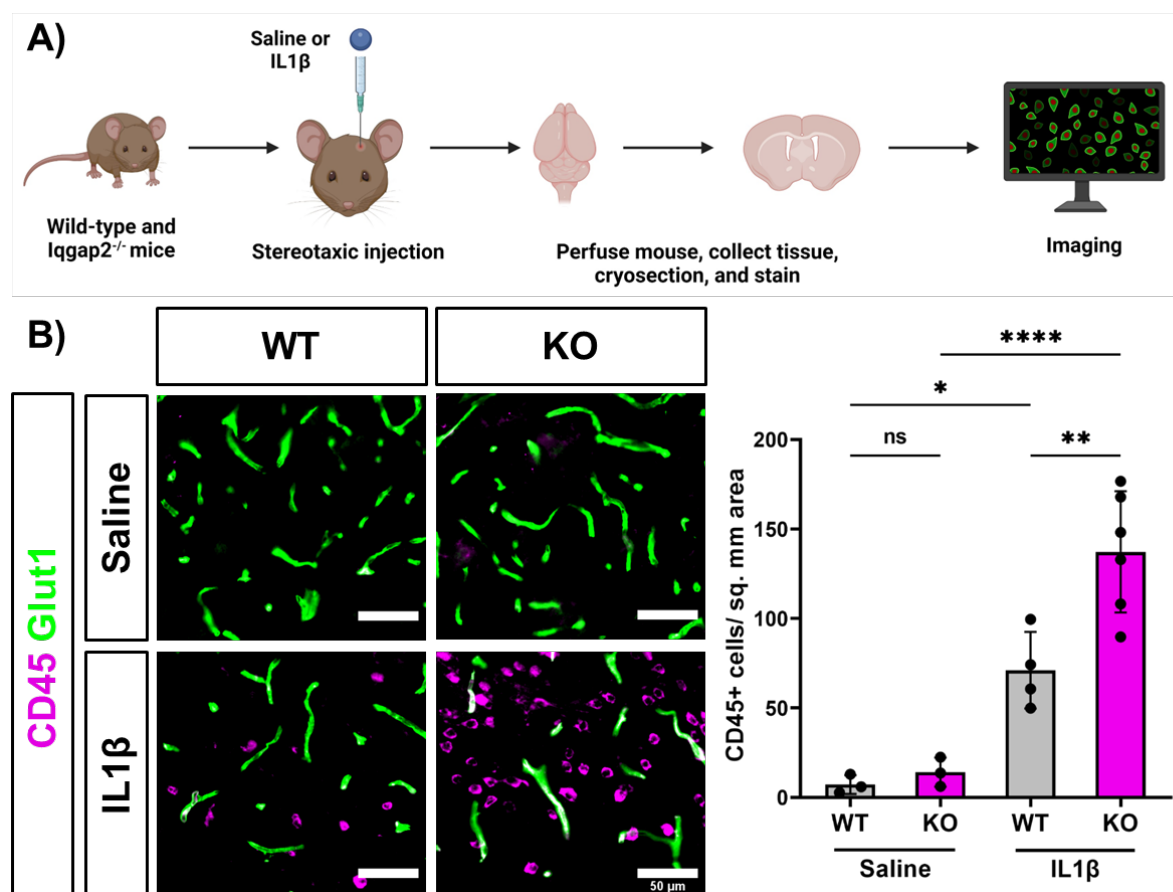 A)
Saline or
IL1β
Wild-type and
Iqgap2-/- mice
Stereotaxic injection
Perfuse mouse, collect tissue,
cryosection, and stain
Imaging
B)
WT
KO
CD45 Glut1
Saline
IL1β
50 µm
****
*
ns
**
CD45+ cells/ sq. mm area
200
150
100
50
0
WT
KO
WT
KO
Saline
IL1β